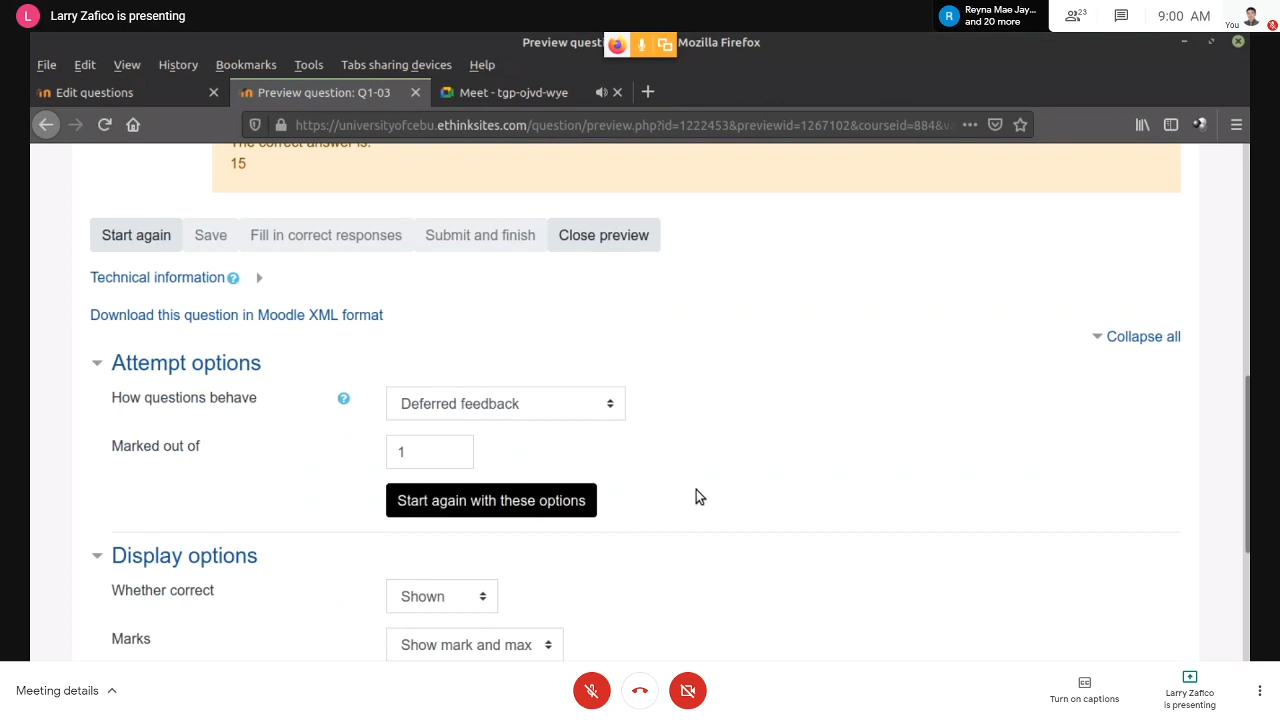 L Larry Zafico is presenting
R Reyna Mae Jay...
and 20 more
23
9:00 AM
You
Preview questi
Mozilla Firefox
File Edit View History Bookmarks Tools Tabs sharing devices Help
Edit questions
Preview question: Q1-03
Meet - tgp-ojvd-wye
https://universityofcebu.ethinksites.com/question/preview.php?id=1222453&previewid=1267102&courseid=884&
The correct answer is:
15
Start again Save Fill in correct responses Submit and finish Close preview
Technical information
Download this question in Moodle XML format
Collapse all
Attempt options
How questions behave ? Deferred feedback
Marked out of 1
Start again with these options
Display options
Whether correct Shown
Marks Show mark and max
Meeting details
Turn on captions
Larry Zafico
is presenting